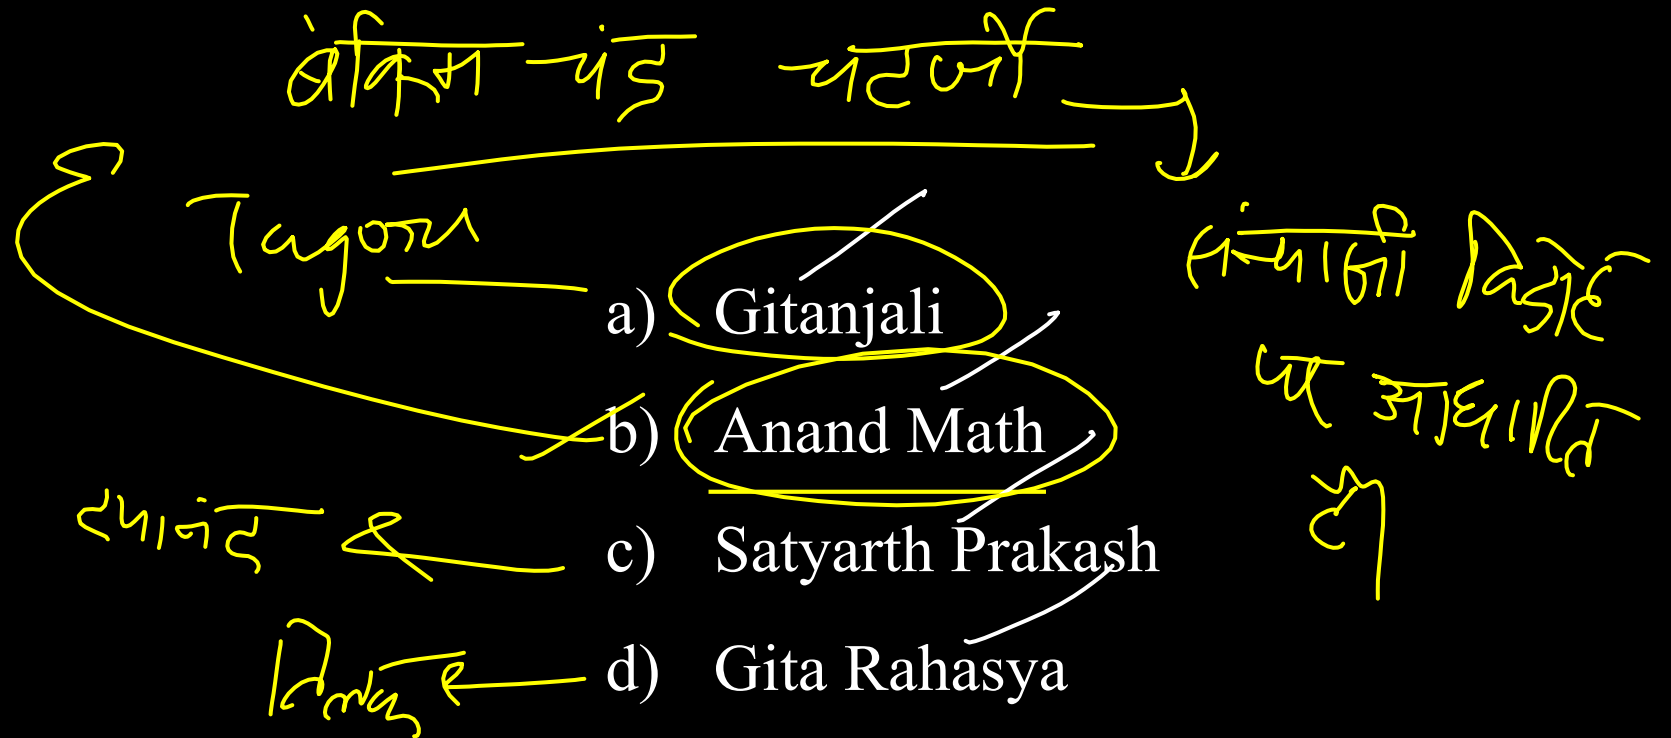 बंकिम चंद्र चटर्जी
Tagore
a) Gitanjali
संन्यासी विद्रोह
पर आधारित
है
b) Anand Math
दयानंद
c) Satyarth Prakash
तिलक
d) Gita Rahasya